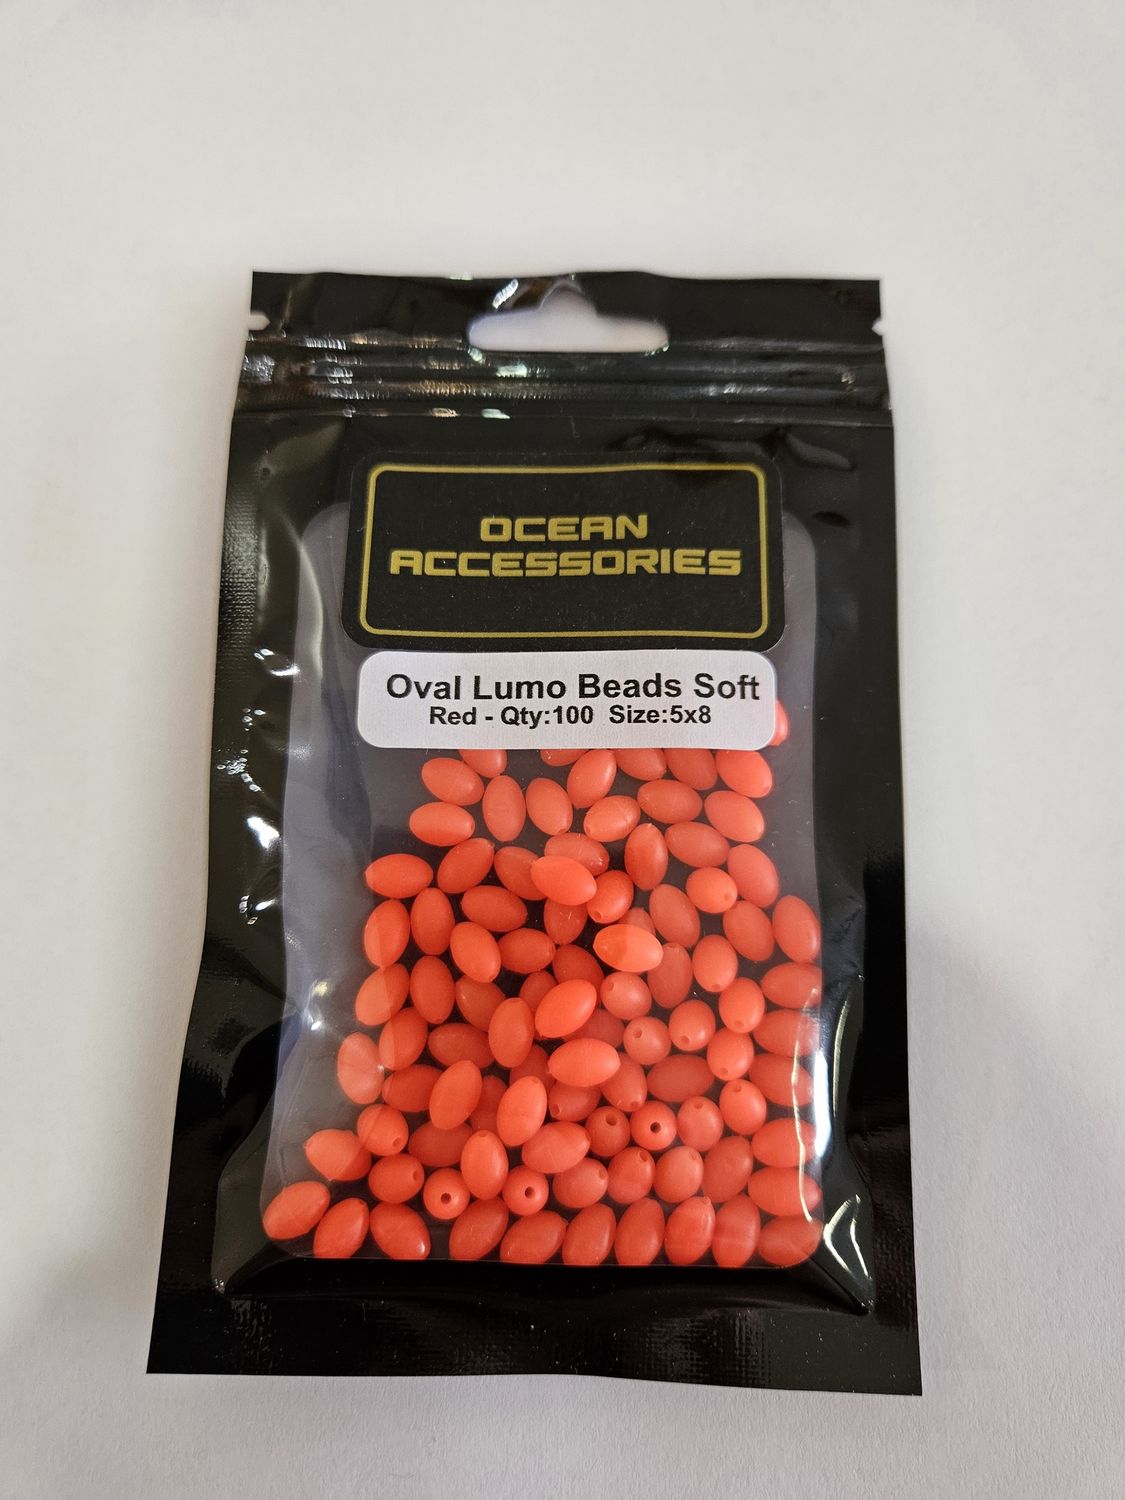 OCEAN
ACCESSORIES
Oval Lumo Beads Soft
Red - Qty:100 Size:5x8